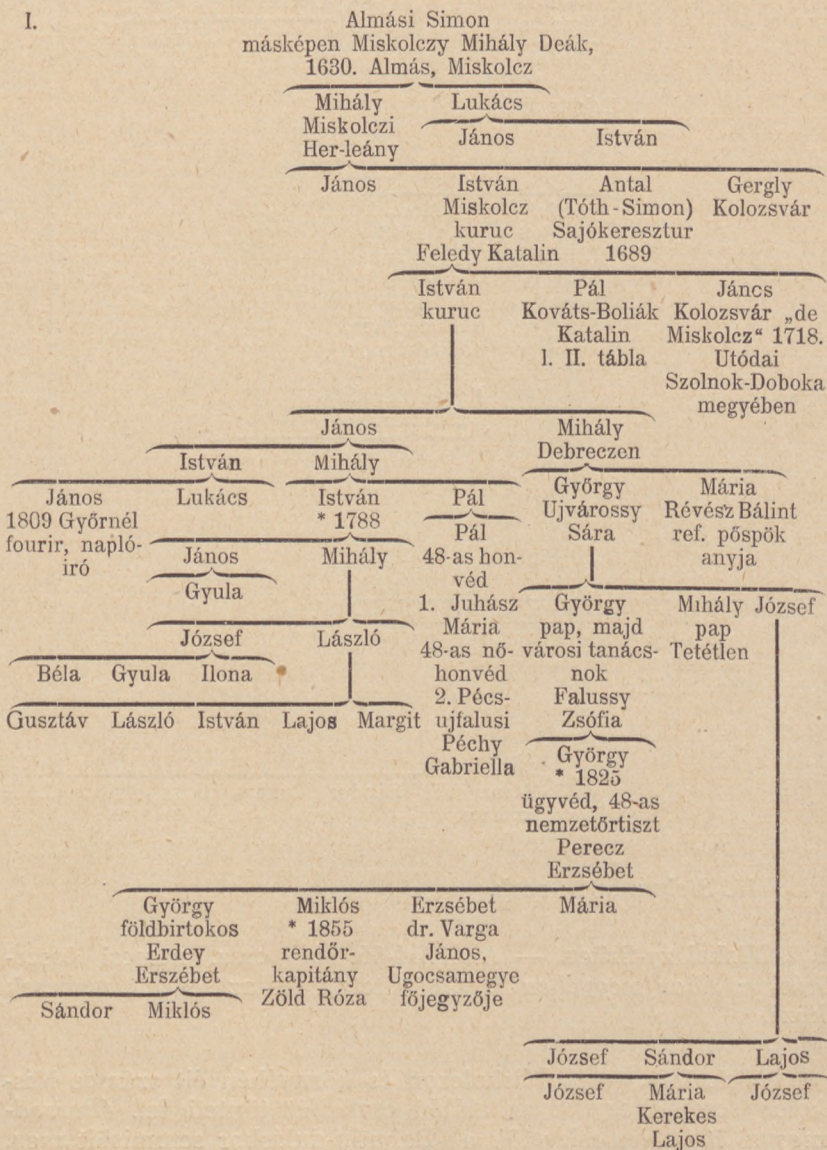 I.
Almási Simon
másképen Miskolczy Mihály Deák,
1630. Almás, Miskolcz
Mihály Lukács
Miskolczi
Her-leány
János István
János István Antal Gergly
Miskolcz (Tóth-Simon) Kolozsvár
kuruc Sajókeresztur
Feledy Katalin 1689
István Pál Jáncs
kuruc Kováts-Boliák Kolozsvár „de
Katalin Miskolcz“ 1718.
l. II. tábla Utódai
Szolnok-Doboka
megyében
János Mihály
Debreczen
István Mihály
János Lukács István Pál György Mária
1809 Győrnél * 1788 Ujvárossy Révész Bálint
fourir, napló- Sára ref. pőspök
iró anyja
János Mihály Pál
48-as hon-
véd
Gyula
1. Juhász György Mihály József
Mária pap, majd pap
48-as nő- városi tanács- Tetétlen
honvéd nok
2. Pécs- Falussy
ujfalusi Zsófia
Péchy
Gabriella
József László
Béla Gyula Ilona
Gusztáv László István Lajos Margit
György
* 1825
ügyvéd, 48-as
nemzetőrtiszt
Perecz
Erzsébet
György Miklós Erzsébet Mária
földbirtokos * 1855 dr. Varga
Erdey rendőr- János,
Erszébet kapitány Ugocsamegye
Zöld Róza főjegyzője
Sándor Miklós
József Sándor Lajos
József Mária József
Kerekes
Lajos